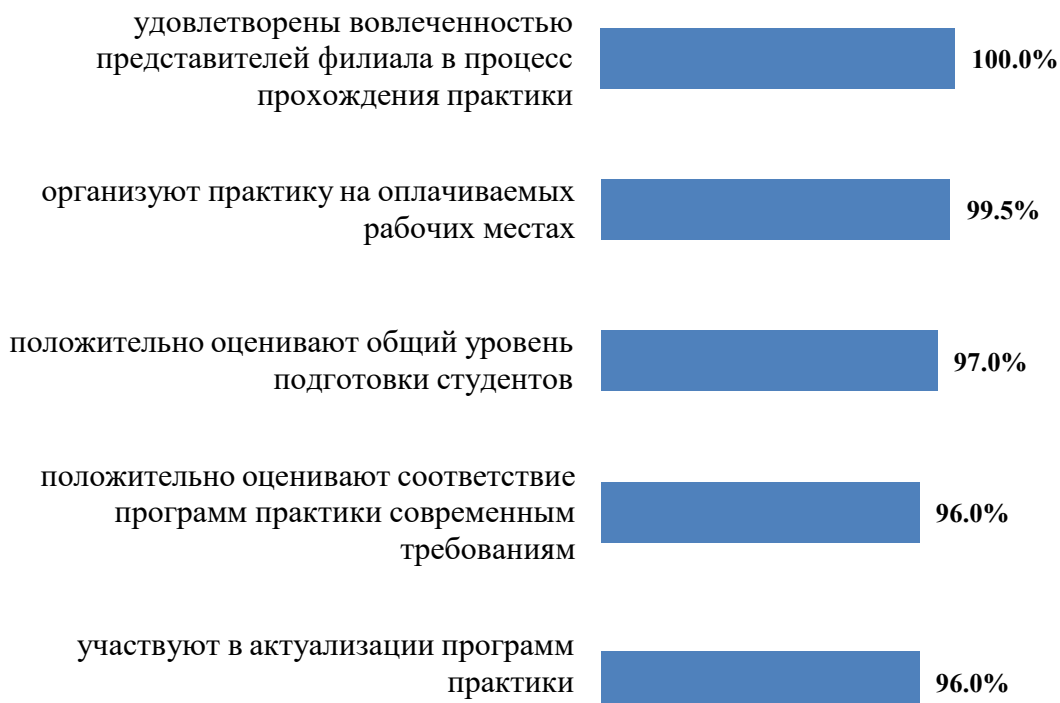 удовлетворены вовлеченностью
представителей филиала в процесс
прохождения практики
100.0%
организуют практику на оплачиваемых
рабочих местах
99.5%
положительно оценивают общий уровень
подготовки студентов
97.0%
положительно оценивают соответствие
программ практики современным
требованиям
96.0%
участвуют в актуализации программ
практики
96.0%